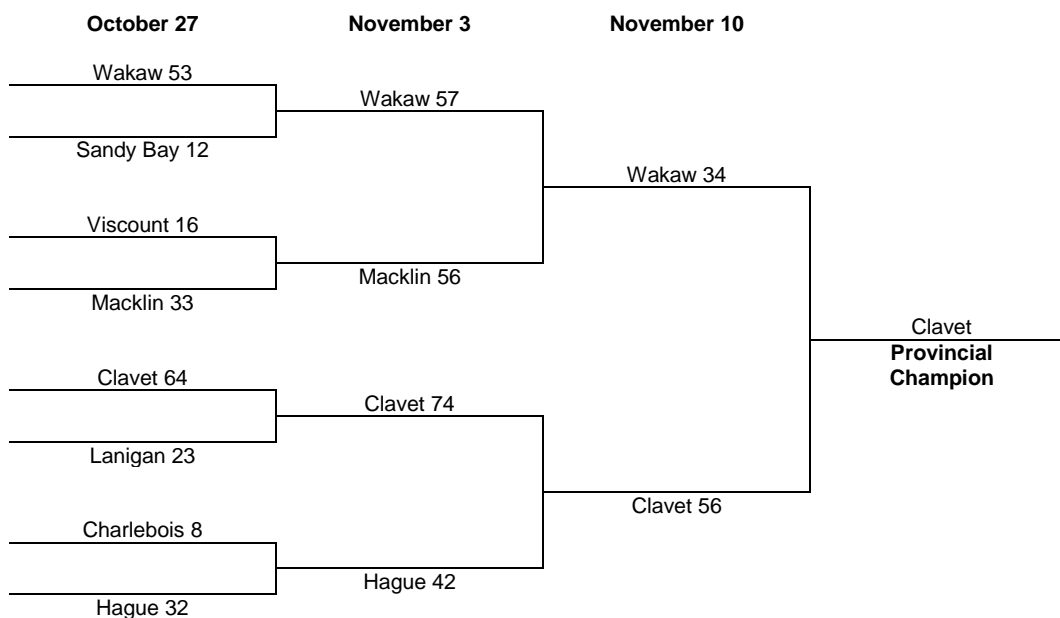 October 27 November 3 November 10
Wakaw 53
Wakaw 57
Sandy Bay 12
Wakaw 34
Viscount 16
Macklin 56
Macklin 33
Clavet
Provincial
Champion
Clavet 64
Clavet 74
Lanigan 23
Clavet 56
Charlebois 8
Hague 42
Hague 32